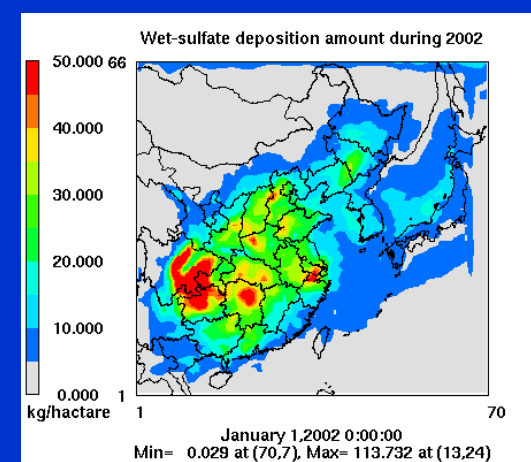 Wet-sulfate deposition amount during 2002
50.000
40.000
30.000
20.000
10.000
0.000
kg/hactare
66
1
1
70
January 1,2002 0:00:00
Min= 0.029 at (70,7), Max= 113.732 at (13,24)